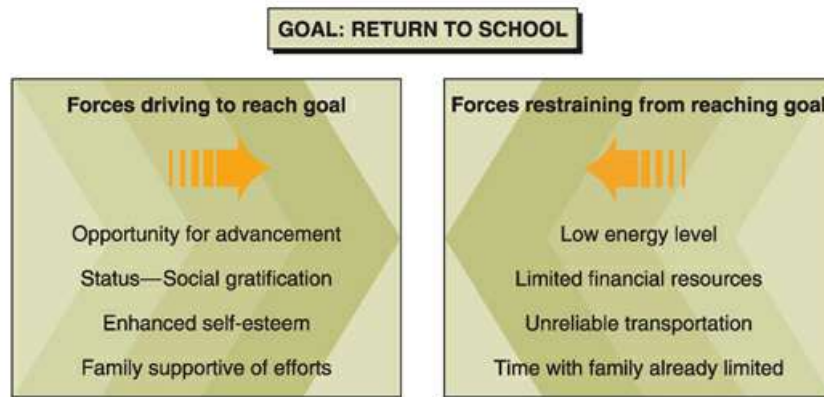 GOAL: RETURN TO SCHOOL
Forces driving to reach goal
Opportunity for advancement
Status—Social gratification
Enhanced self-esteem
Family supportive of efforts
Forces restraining from reaching goal
Low energy level
Limited financial resources
Unreliable transportation
Time with family already limited